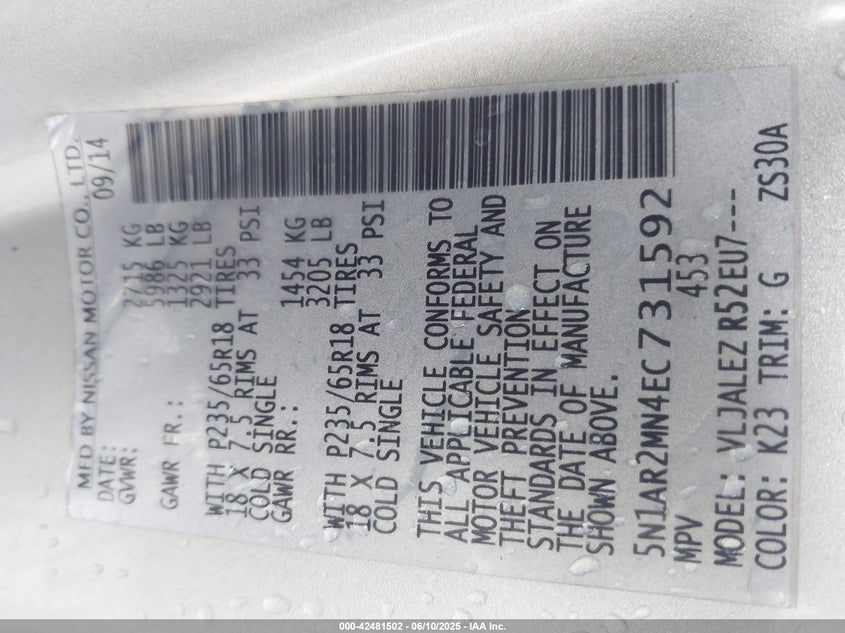 MFD BY NISSAN MOTOR CO., LTD.
DATE: 09/14
GVWR: 2715 KG
5986 LB
GAWR FR.: 1325 KG
2921 LB
WITH P235/65R18 TIRES
18 X 7.5 RIMS AT 33 PSI
COLD SINGLE
GAWR RR.: 1454 KG
3205 LB
WITH P235/65R18 TIRES
18 X 7.5 RIMS AT 33 PSI
COLD SINGLE
THIS VEHICLE CONFORMS TO
ALL APPLICABLE FEDERAL
MOTOR VEHICLE SAFETY AND
THEFT PREVENTION
STANDARDS IN EFFECT ON
THE DATE OF MANUFACTURE
SHOWN ABOVE.
5N1AR2MN4EC731592
MPV 453
MODEL: VLJALEZ R52EU7---
COLOR: K23 TRIM: G ZS30A
000-42481502 - 06/10/2025 - IAA Inc.